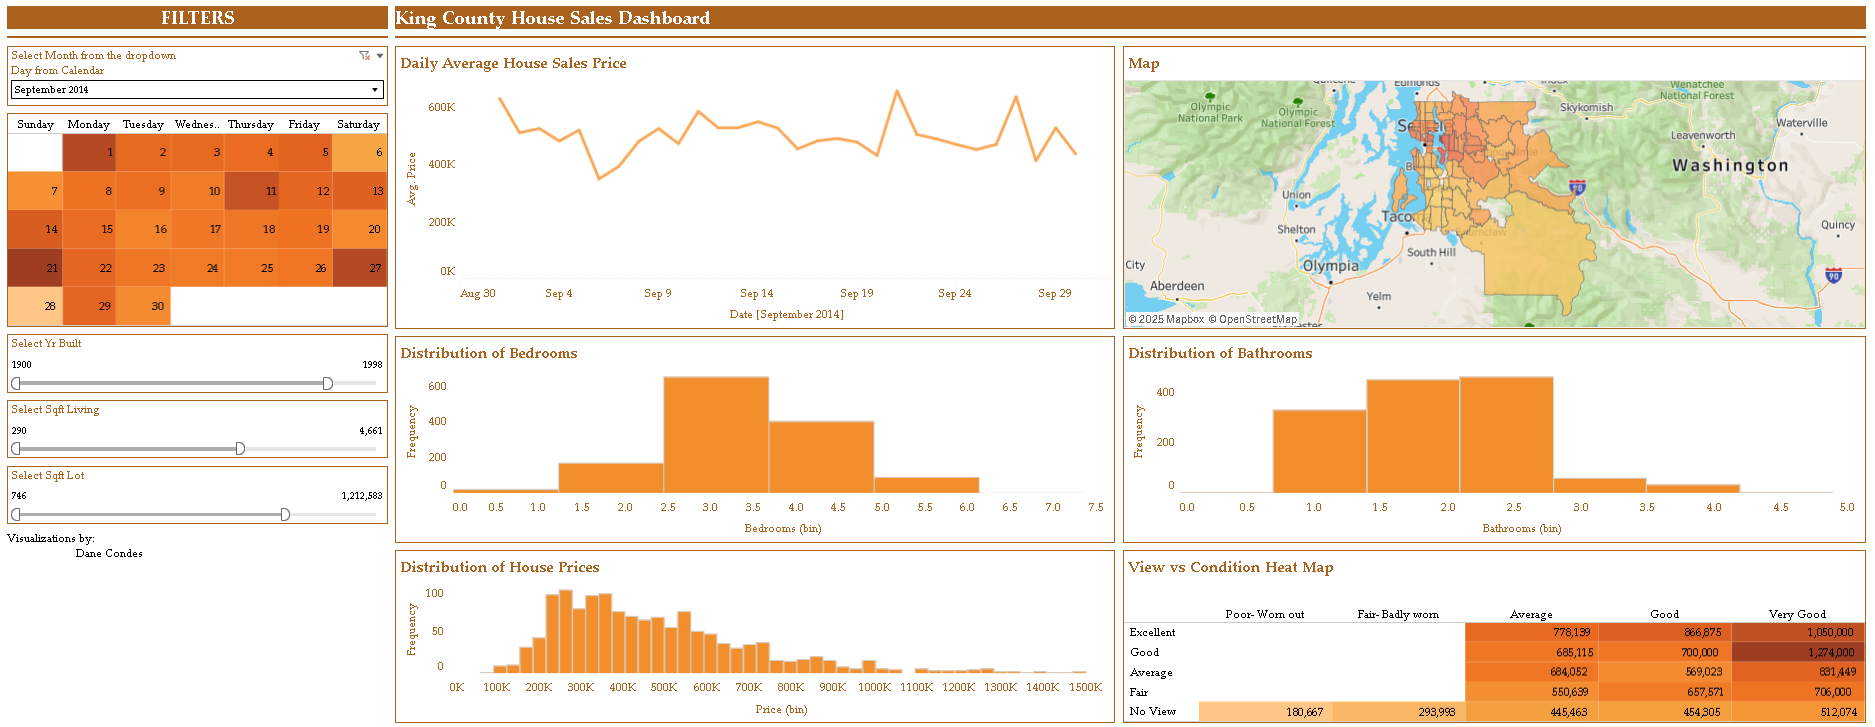 FILTERS
King County House Sales Dashboard
Select Month from the dropdown
Day from Calendar
September 2014
Sunday Monday Tuesday Wednes.. Thursday Friday Saturday
1 2 3 4 5 6
7 8 9 10 11 12 13
14 15 16 17 18 19 20
21 22 23 24 25 26 27
28 29 30
Select Yr Built
1900 1998
Select Sqft Living
290 4,661
Select Sqft Lot
746 1,212,583
Visualizations by:
Dane Condes
Daily Average House Sales Price
Avg. Price
600K
400K
200K
0K
Aug 30 Sep 4 Sep 9 Sep 14 Sep 19 Sep 24 Sep 29
Date [September 2014]
Map
Edmonds
Olympic
National Park
Olympic
National Forest
Skykomish
Wenatchee
National Forest
Waterville
Leavenworth
Washington
90
Union
Shelton
South Hill
Olympia
Quincy
City
90
Aberdeen
Yelm
© 2025 Mapbox © OpenStreetMap
Distribution of Bedrooms
Frequency
600
400
200
0
0.0 0.5 1.0 1.5 2.0 2.5 3.0 3.5 4.0 4.5 5.0 5.5 6.0 6.5 7.0 7.5
Bedrooms (bin)
Distribution of Bathrooms
Frequency
400
200
0
0.0 0.5 1.0 1.5 2.0 2.5 3.0 3.5 4.0 4.5 5.0
Bathrooms (bin)
Distribution of House Prices
Frequency
100
50
0
0K 100K 200K 300K 400K 500K 600K 700K 800K 900K 1000K 1100K 1200K 1300K 1400K 1500K
Price (bin)
View vs Condition Heat Map
Poor- Worn out Fair- Badly worn Average Good Very Good
Excellent 778,139 866,875 1,050,000
Good 685,115 700,000 1,274,000
Average 684,052 569,023 831,449
Fair 550,639 657,571 706,000
No View 180,667 293,993 445,463 454,305 512,074